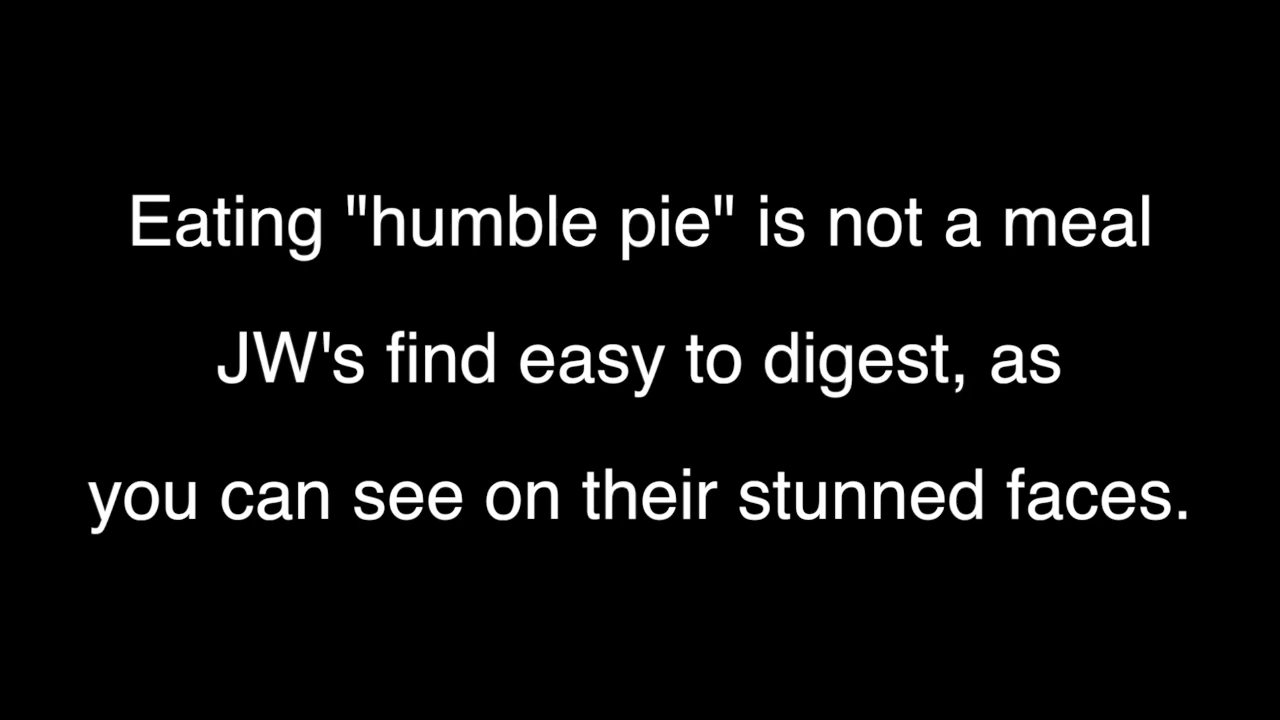 Eating "humble pie" is not a meal
JW's find easy to digest, as
you can see on their stunned faces.